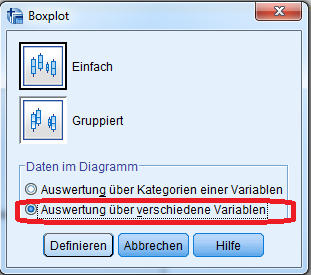 Boxplot
Einfach
Gruppiert
Daten im Diagramm
Auswertung über Kategorien einer Variablen
Auswertung über verschiedene Variablen
Definieren Abbrechen Hilfe